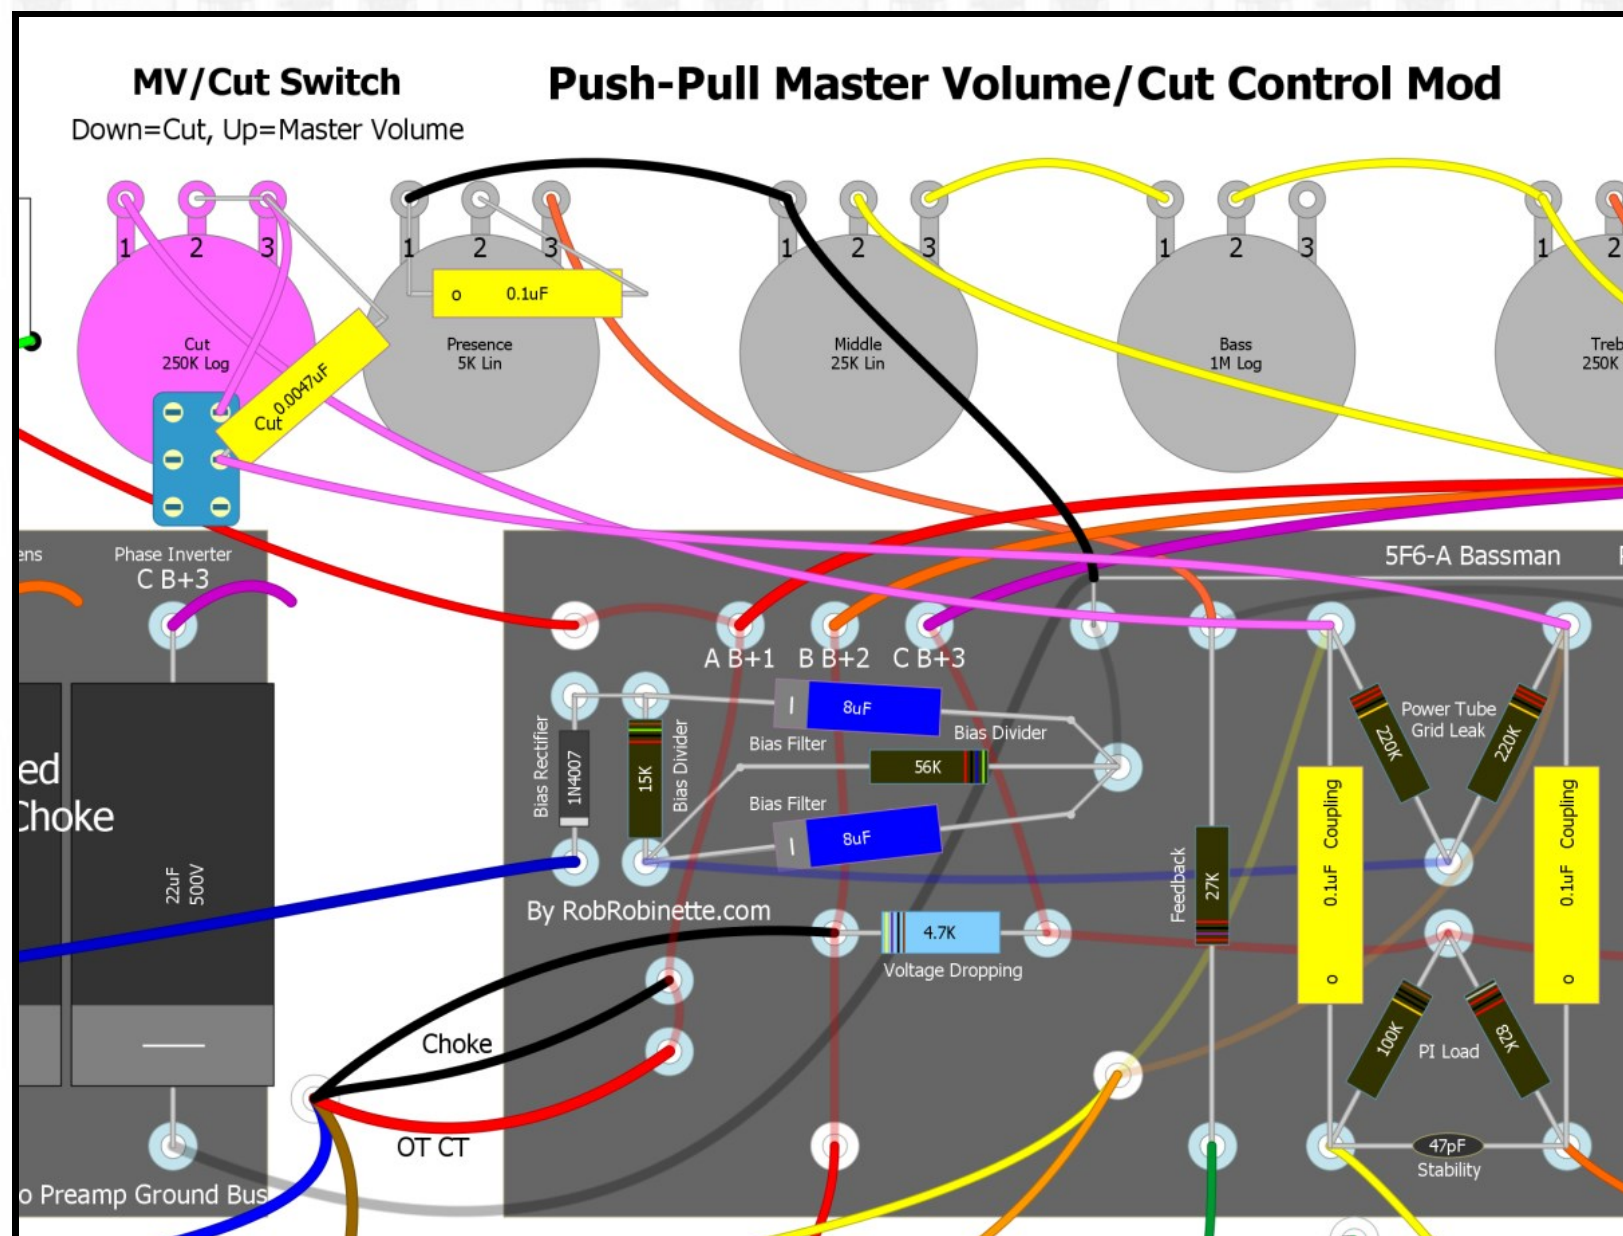 MV/Cut Switch
Down=Cut, Up=Master Volume
Push-Pull Master Volume/Cut Control Mod
1 2 3
1 2 3
1 2 3
1 2 3
1 2
Cut
250K Log
Presence
5K Lin
Middle
25K Lin
Bass
1M Log
Treb
250K
o 0.1uF
Cut 0.0047uF
ens
Phase Inverter
C B+3
5F6-A Bassman
A B+1 B B+2 C B+3
Bias Rectifier
1N4007
15K
Bias Divider
8uF
Bias Filter
Bias Divider
56K
Bias Filter
8uF
Power Tube
Grid Leak
220K
220K
ed
Choke
22uF
500V
By RobRobinette.com
4.7K
Voltage Dropping
Feedback
27K
0.1uF Coupling
o
0.1uF Coupling
o
100K
PI Load
82K
Choke
OT CT
47pF
Stability
o Preamp Ground Bus